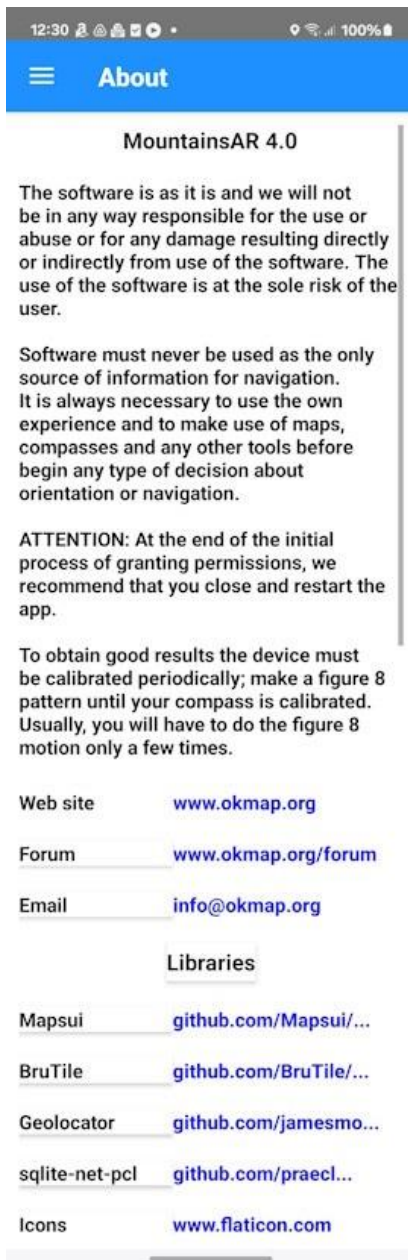 12:30 100%
About
MountainsAR 4.0
The software is as it is and we will not
be in any way responsible for the use or
abuse or for any damage resulting directly
or indirectly from use of the software. The
use of the software is at the sole risk of the
user.
Software must never be used as the only
source of information for navigation.
It is always necessary to use the own
experience and to make use of maps,
compasses and any other tools before
begin any type of decision about
orientation or navigation.
ATTENTION: At the end of the initial
process of granting permissions, we
recommend that you close and restart the
app.
To obtain good results the device must
be calibrated periodically; make a figure 8
pattern until your compass is calibrated.
Usually, you will have to do the figure 8
motion only a few times.
Web site www.okmap.org
Forum www.okmap.org/forum
Email info@okmap.org
Libraries
Mapsui github.com/Mapsui/...
BruTile github.com/BruTile/...
Geolocator github.com/jamesmo...
sqlite-net-pcl github.com/praecl...
Icons www.flaticon.com